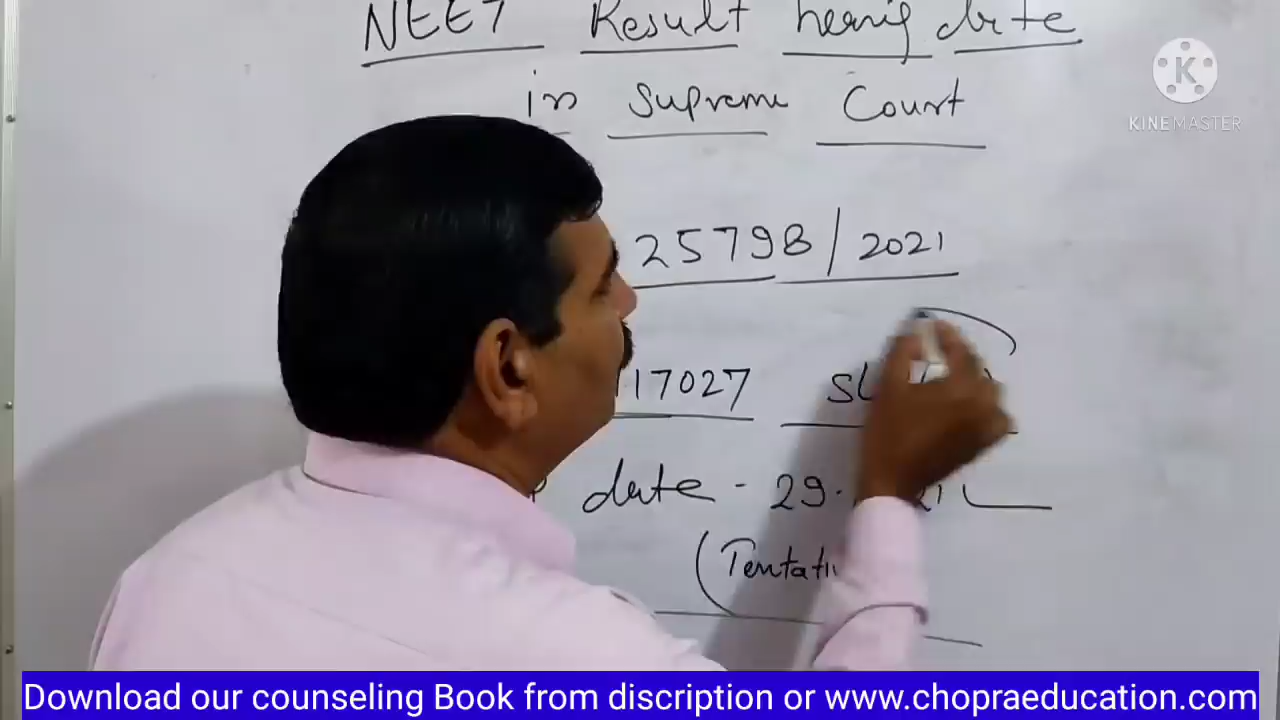 NEET Result hearig date
in Supreme Court
KINEMASTER
25798/2021
17027
date - 29.
(Tentati
Download our counseling Book from discription or www.chopraeducation.com